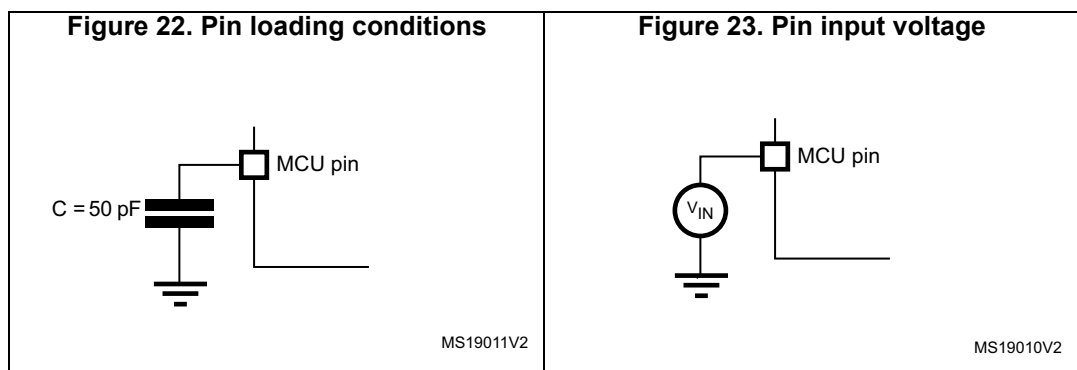 Figure 22. Pin loading conditions
MCU pin
C = 50 pF
MS19011V2
Figure 23. Pin input voltage
MCU pin
VIN
MS19010V2